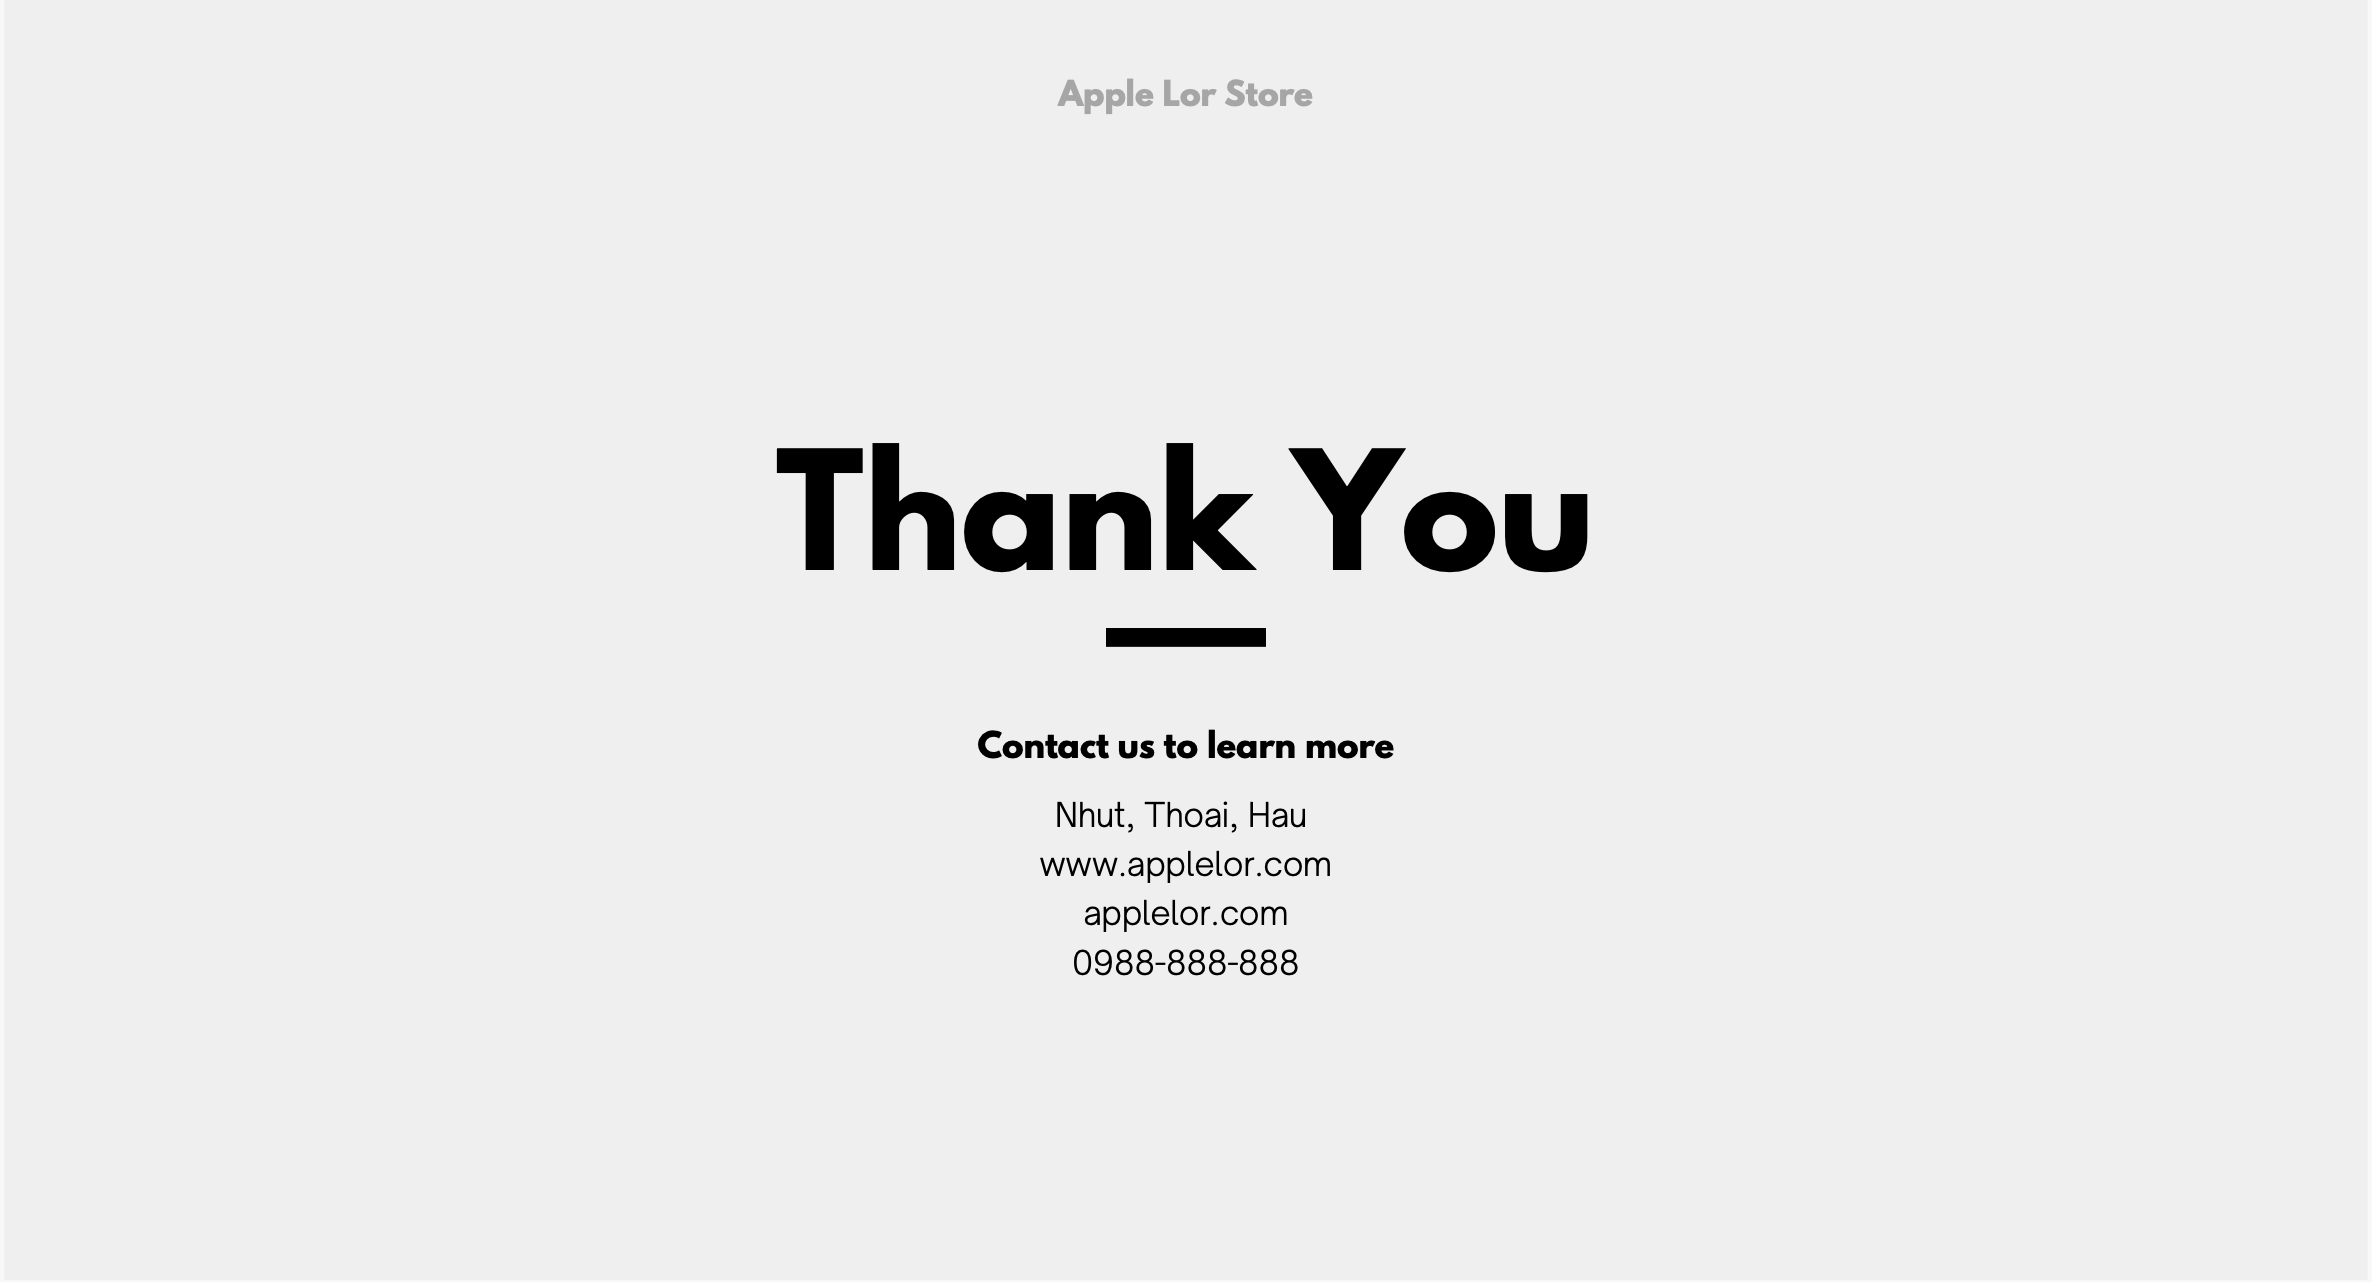 Apple Lor Store
Thank You
Contact us to learn more
Nhut, Thoai, Hau
www.applelor.com
applelor.com
0988-888-888